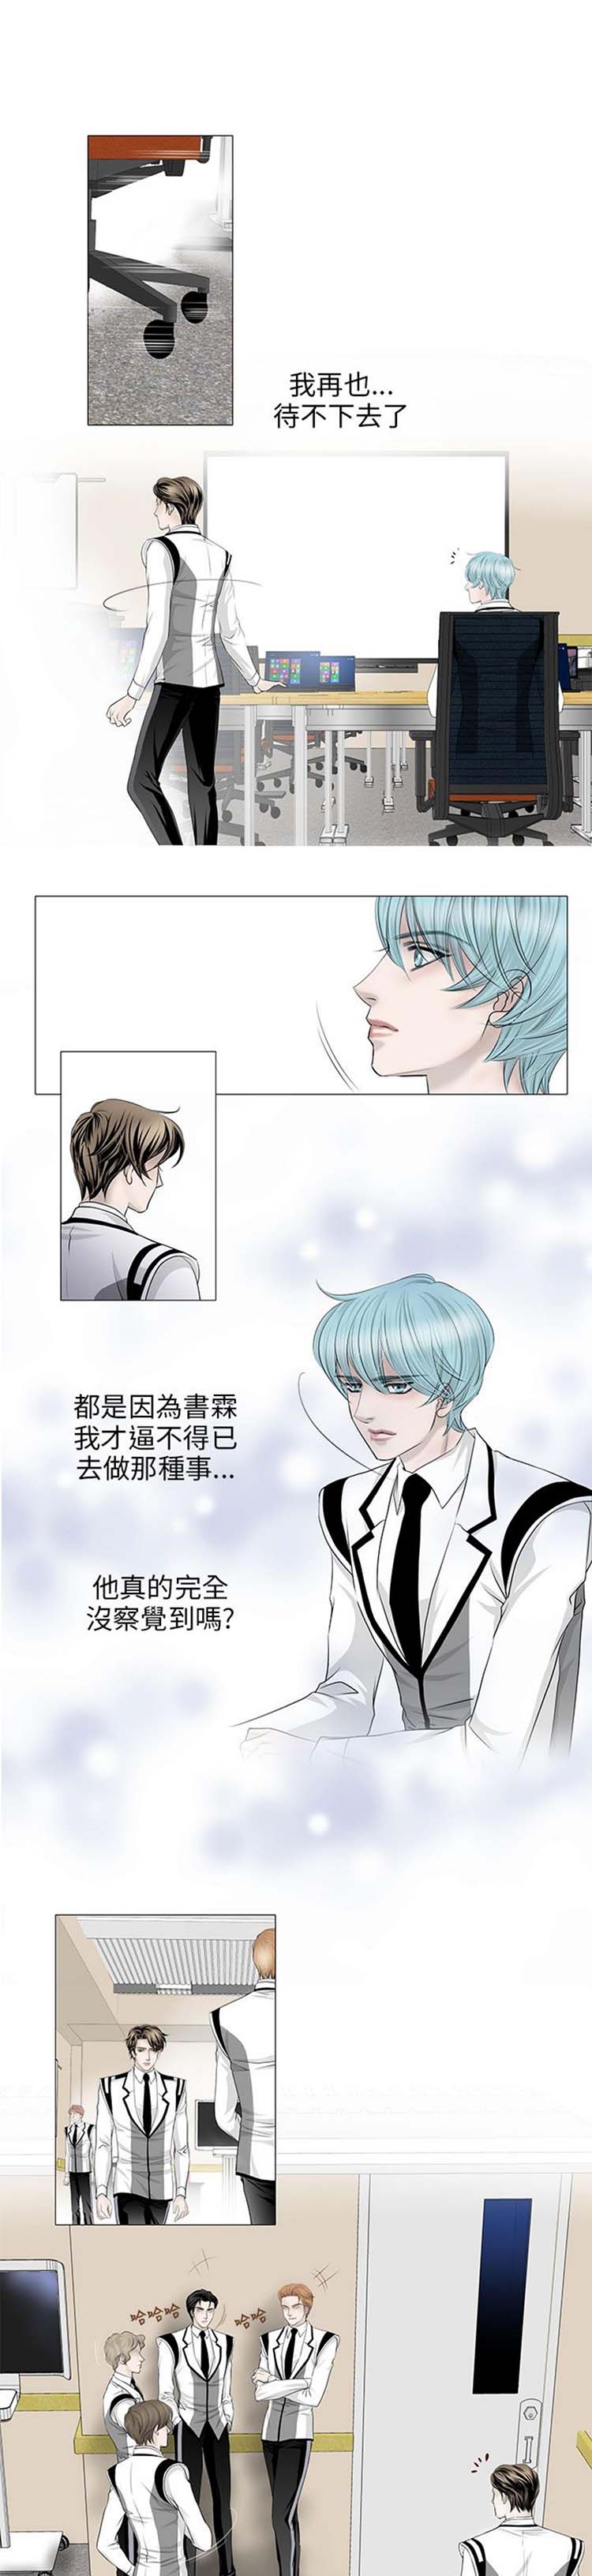 我再也...
待不下去了
都是因為書霖
我才逼不得已
去做那種事...
他真的完全
沒察覺到嗎?
哈哈哈
哈哈